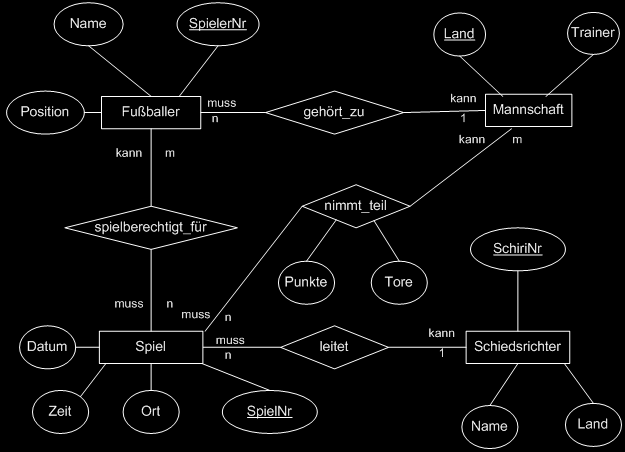 Name
SpielerNr
Land
Trainer
Position
Fußballer
muss
n
gehört_zu
kann
1
Mannschaft
kann
m
kann
m
nimmt_teil
spielberechtigt_für
SchiriNr
Punkte
Tore
muss
n
muss
n
Datum
Spiel
muss
n
leitet
kann
1
Schiedsrichter
Zeit
Ort
SpielNr
Name
Land